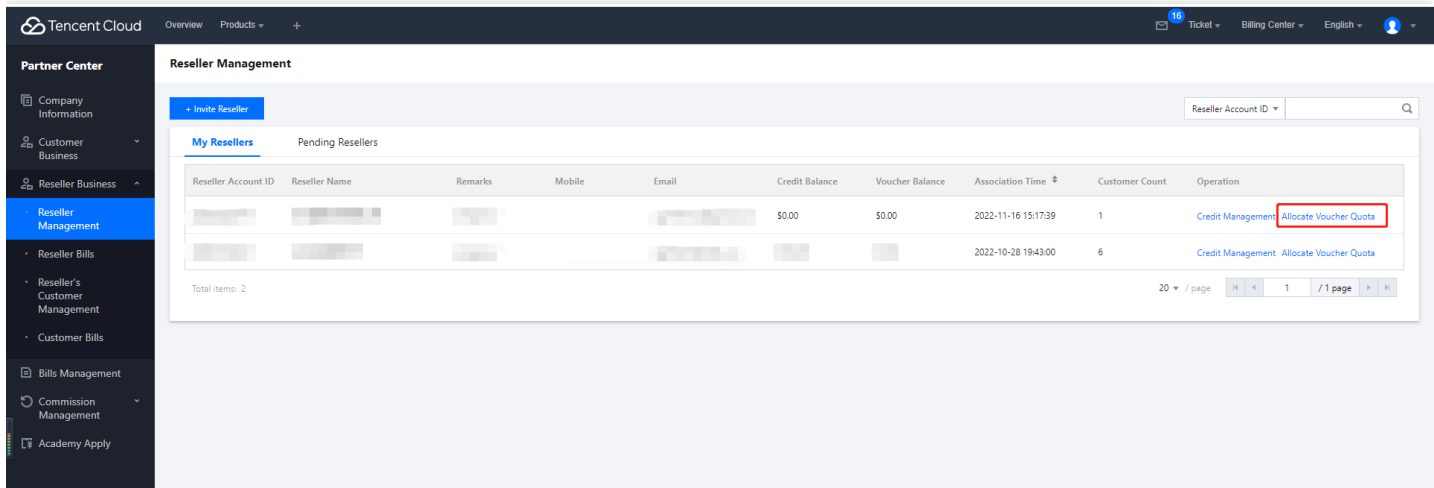 Tencent Cloud Overview Products + 16 Ticket Billing Center English
Partner Center
Reseller Management
Company
Information
Customer
Business
Reseller Business
Reseller
Management
Reseller Bills
Reseller's
Customer
Management
Customer Bills
Bills Management
Commission
Management
Academy Apply
+ Invite Reseller Reseller Account ID
My Resellers Pending Resellers
Reseller Account ID Reseller Name Remarks Mobile Email Credit Balance Voucher Balance Association Time Customer Count Operation
$0.00 $0.00 2022-11-16 15:17:39 1 Credit Management Allocate Voucher Quota
2022-10-28 19:43:00 6 Credit Management Allocate Voucher Quota
Total items: 2 20 / page 1 / 1 page